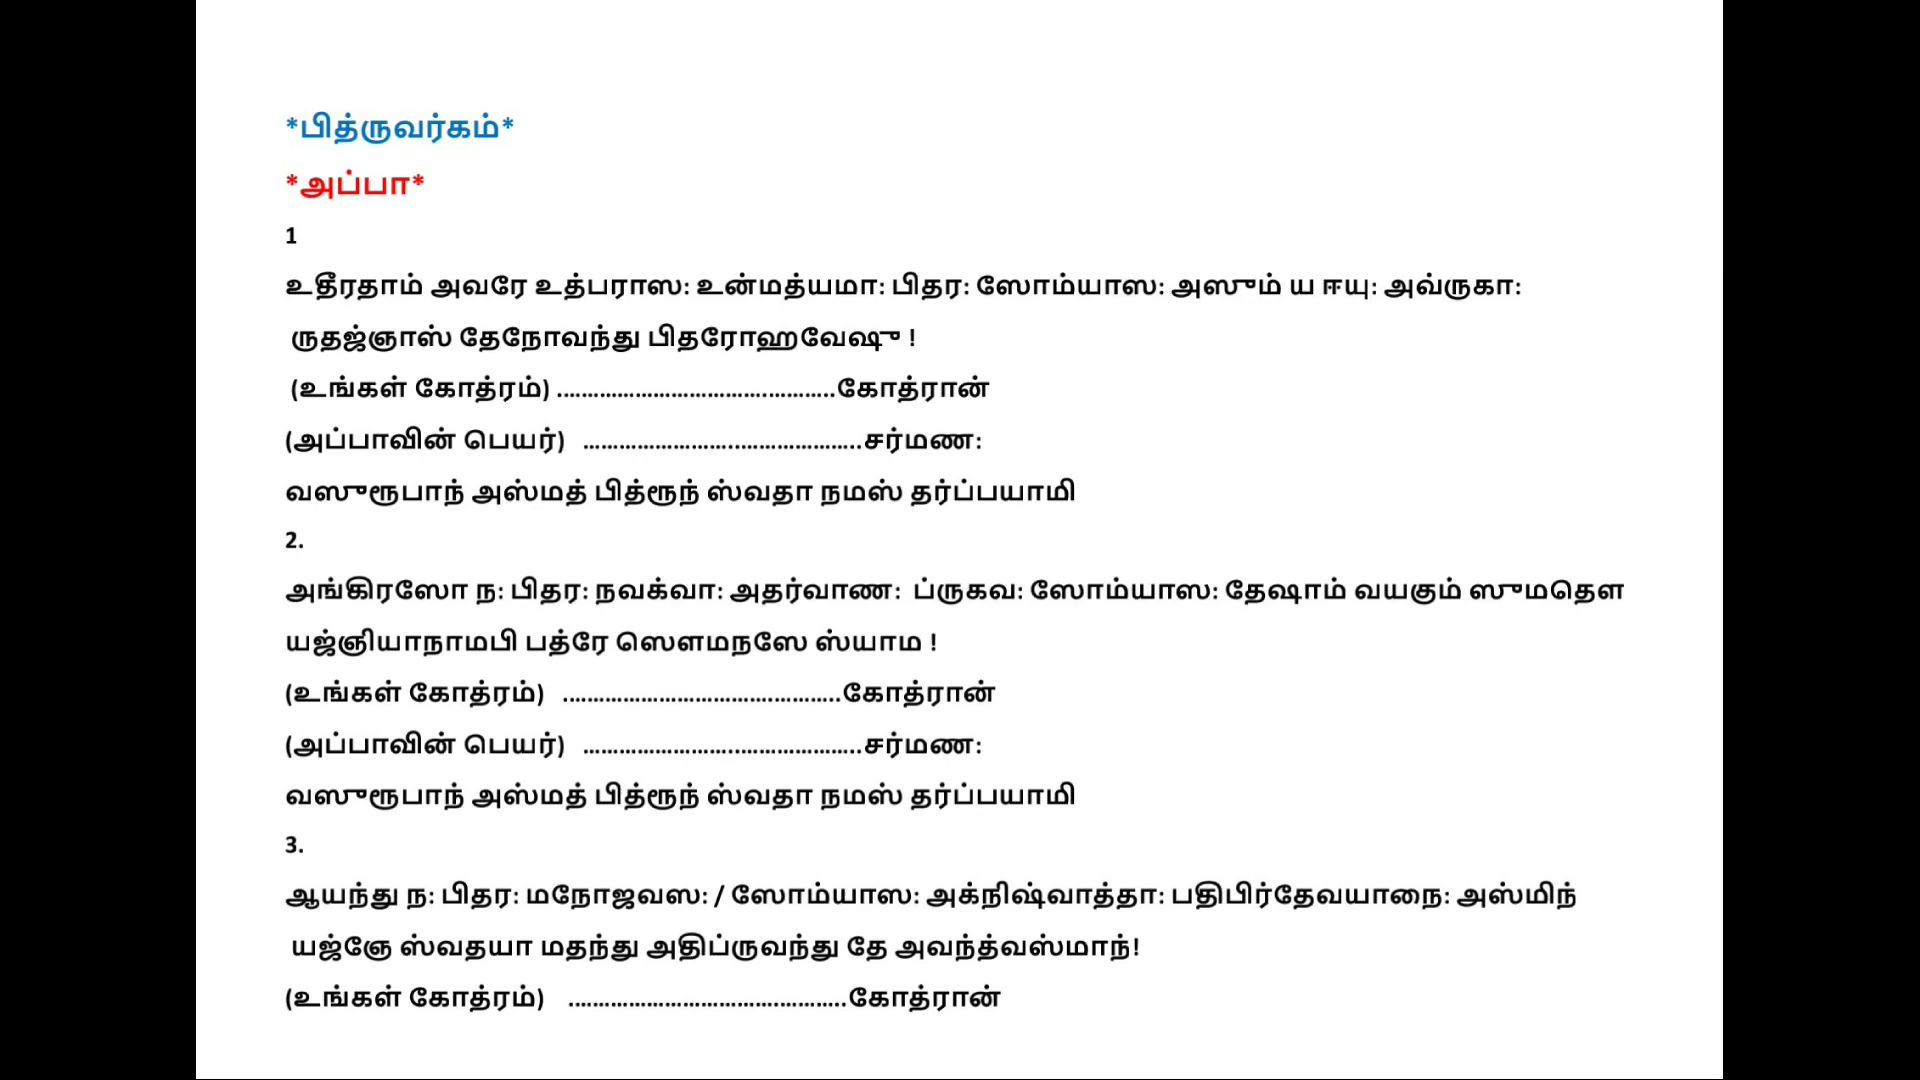 *பித்ருவர்கம்*
*அப்பா*
1
உதீரதாம் அவரே உத்பராஸ: உன்மத்யமா: பிதர: ஸோம்யாஸ: அஸும் ய ஈயு: அவ்ருகா:
ருதஜ்ஞாஸ் தேநோவந்து பிதரோஹவேஷு !
(உங்கள் கோத்ரம்) ............................................கோத்ரான்
(அப்பாவின் பெயர்) ............................................சர்மண:
வஸுரூபாந் அஸ்மத் பித்ரூந் ஸ்வதா நமஸ் தர்ப்பயாமி
2.
அங்கிரஸோ ந: பிதர: நவக்வா: அதர்வாண: ப்ருகவ: ஸோம்யாஸ: தேஷாம் வயகும் ஸுமதௌ
யஜ்ஞியாநாமபி பத்ரே ஸௌமநஸே ஸ்யாம !
(உங்கள் கோத்ரம்) ............................................கோத்ரான்
(அப்பாவின் பெயர்) ............................................சர்மண:
வஸுரூபாந் அஸ்மத் பித்ரூந் ஸ்வதா நமஸ் தர்ப்பயாமி
3.
ஆயந்து ந: பிதர: மநோஜவஸ: / ஸோம்யாஸ: அக்நிஷ்வாத்தா: பதிபிர்தேவயாநை: அஸ்மிந்
யஜ்ஞே ஸ்வதயா மதந்து அதிப்ருவந்து தே அவந்த்வஸ்மாந்!
(உங்கள் கோத்ரம்) ............................................கோத்ரான்